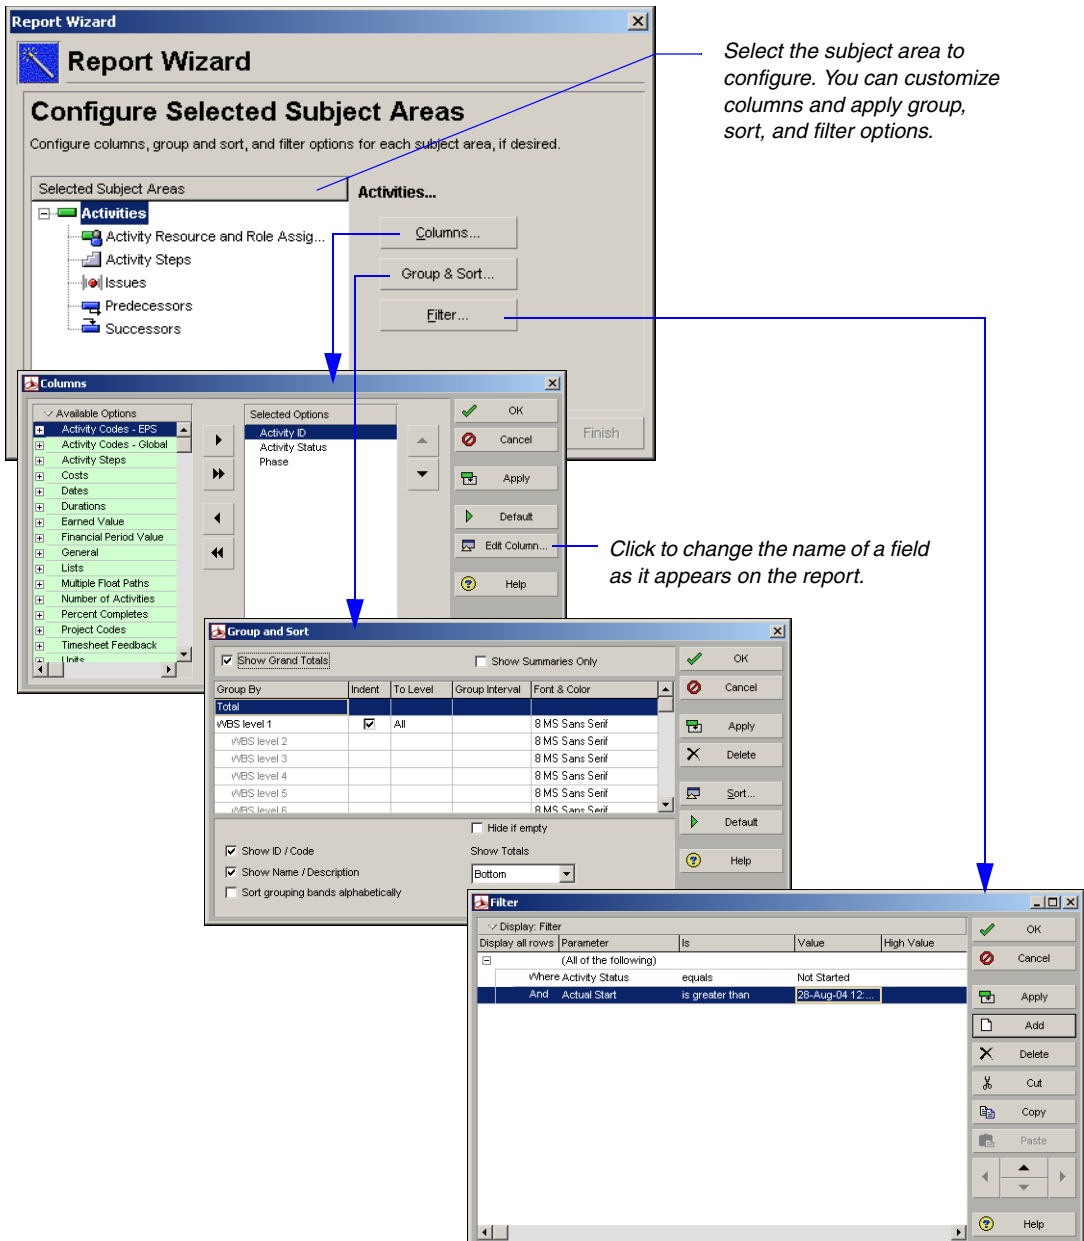 Report Wizard
Report Wizard
Select the subject area to
configure. You can customize
columns and apply group,
sort, and filter options.
Configure Selected Subject Areas
Configure columns, group and sort, and filter options for each subject area, if desired.
Selected Subject Areas
Activities...
Activities
Activity Resource and Role Assig...
Activity Steps
Issues
Predecessors
Successors
Columns...
Group & Sort...
Filter...
Finish
Columns
Available Options
Activity Codes - EPS
Activity Codes - Global
Activity Steps
Costs
Dates
Durations
Earned Value
Financial Period Value
General
Lists
Multiple Float Paths
Number of Activities
Percent Completes
Project Codes
Timesheet Feedback
Units
Selected Options
Activity ID
Activity Status
Phase
OK
Cancel
Apply
Default
Edit Column...
Help
Click to change the name of a field
as it appears on the report.
Group and Sort
Show Grand Totals
Show Summaries Only
Group By Indent To Level Group Interval Font & Color
Total
WBS level 1 All 8 MS Sans Serif
WBS level 2 8 MS Sans Serif
WBS level 3 8 MS Sans Serif
WBS level 4 8 MS Sans Serif
WBS level 5 8 MS Sans Serif
WBS level 6 8 MS Sans Serif
Hide if empty
Show ID / Code
Show Totals
Show Name / Description
Bottom
Sort grouping bands alphabetically
OK
Cancel
Apply
Delete
Sort...
Default
Help
Filter
Display: Filter
Display all rows Parameter Is Value High Value
(All of the following)
Where Activity Status equals Not Started
And Actual Start is greater than 28-Aug-04 12:...
OK
Cancel
Apply
Add
Delete
Cut
Copy
Paste
Help